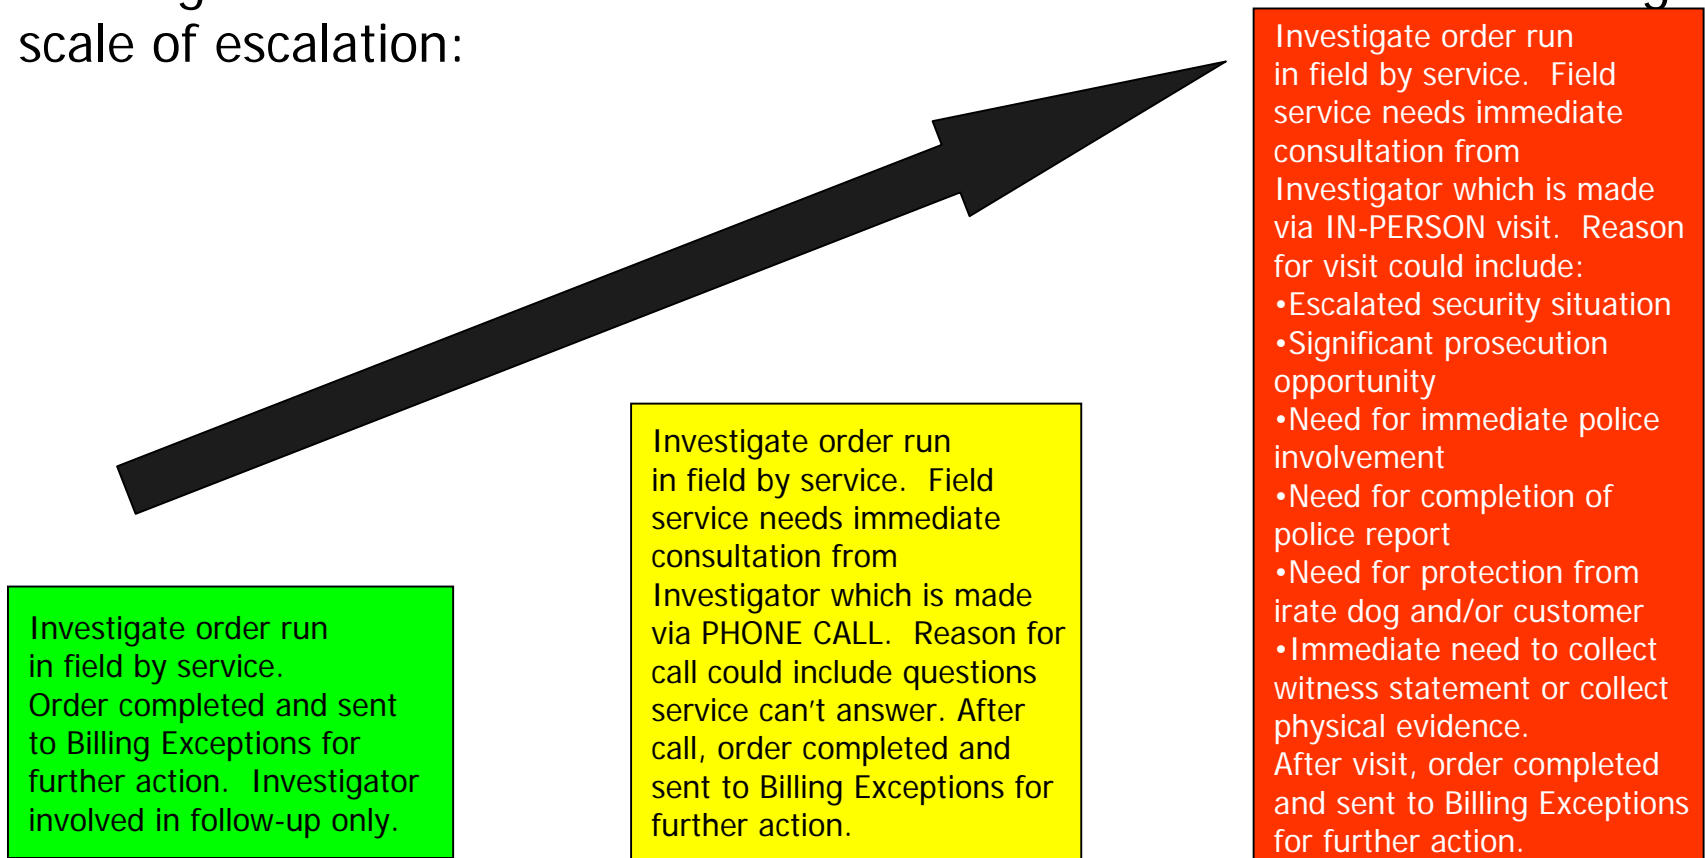 scale of escalation:
Investigate order run
in field by service.
Order completed and sent
to Billing Exceptions for
further action.  Investigator
involved in follow-up only.
Investigate order run
in field by service.  Field
service needs immediate
consultation from
Investigator which is made
via PHONE CALL.  Reason for
call could include questions
service can't answer. After
call, order completed and
sent to Billing Exceptions for
further action.
Investigate order run
in field by service.  Field
service needs immediate
consultation from
Investigator which is made
via IN-PERSON visit.  Reason
for visit could include:
•Escalated security situation
•Significant prosecution
opportunity
•Need for immediate police
involvement
•Need for completion of
police report
•Need for protection from
irate dog and/or customer
•Immediate need to collect
witness statement or collect
physical evidence.
After visit, order completed
and sent to Billing Exceptions
for further action.